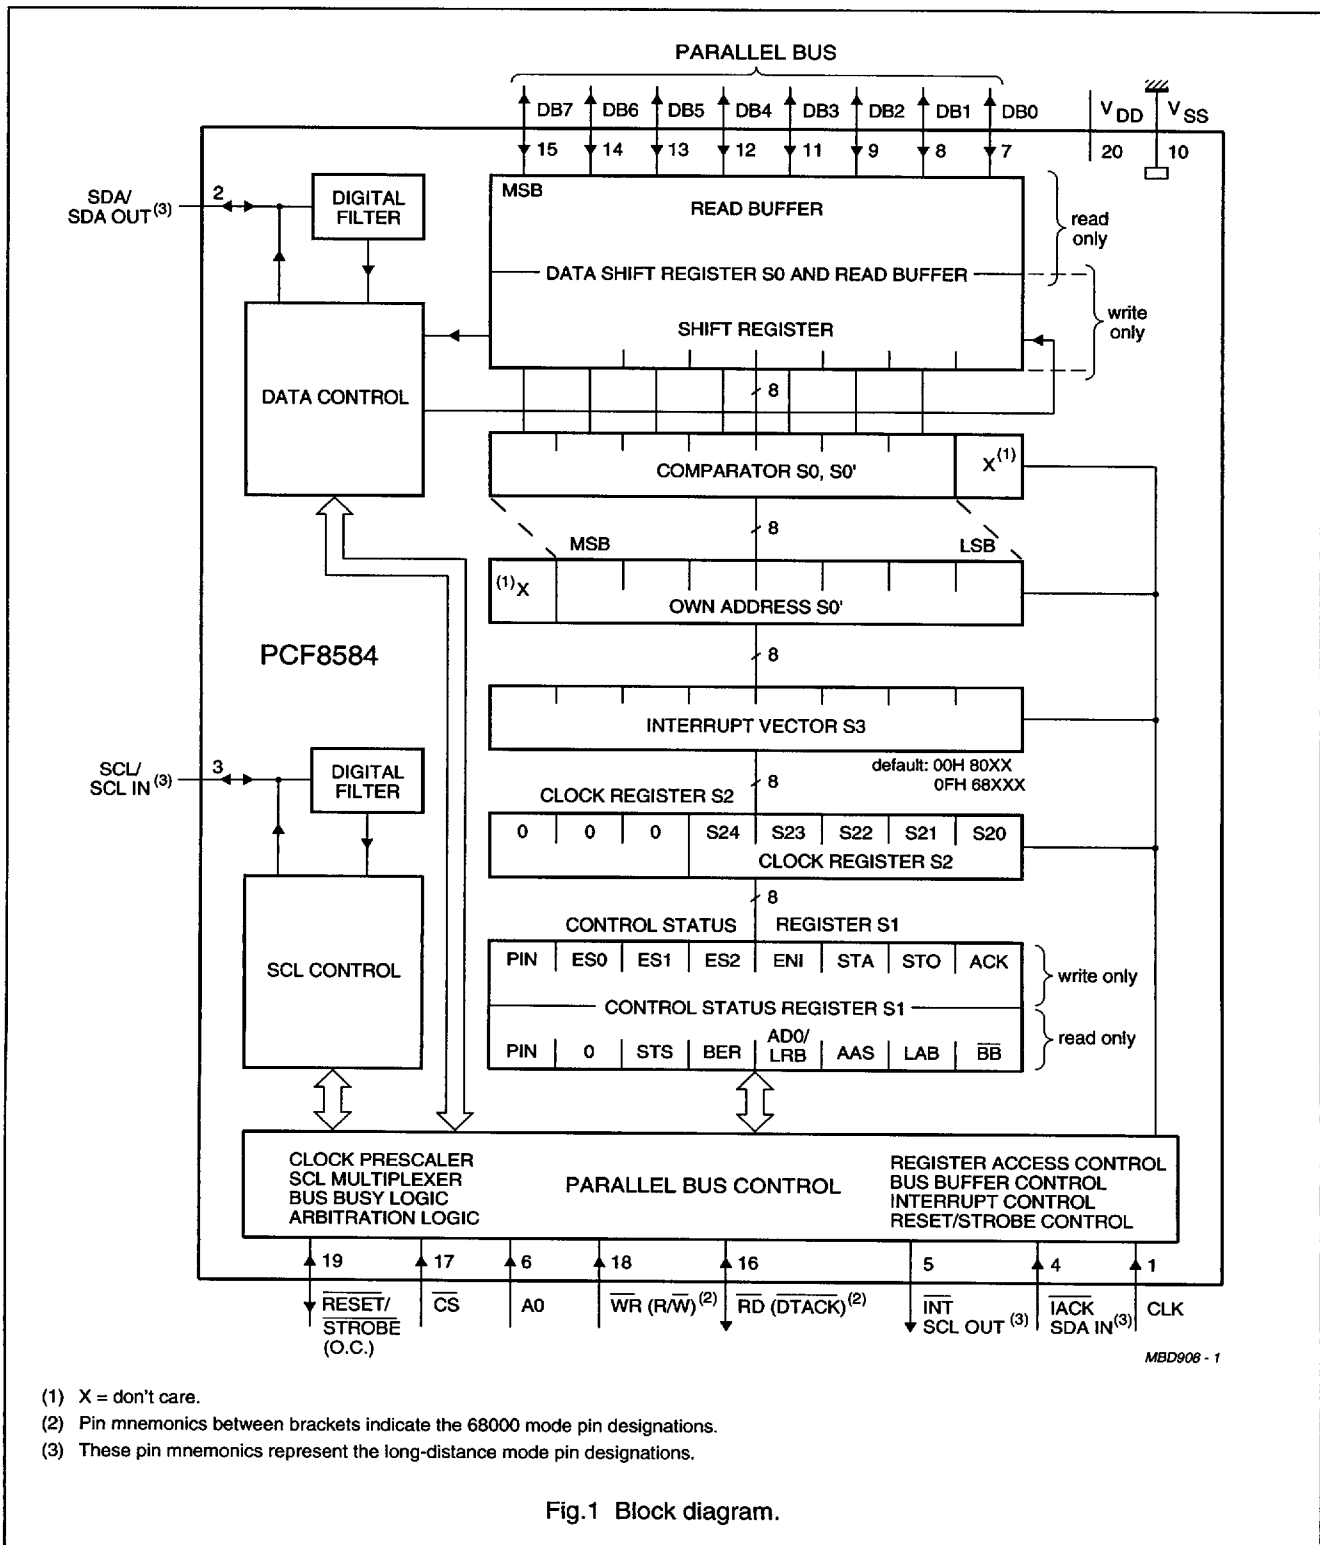 PARALLEL BUS
DB7 DB6 DB5 DB4 DB3 DB2 DB1 DB0 VDD VSS
15 14 13 12 11 9 8 7 20 10
SDA/
SDA OUT (3)
2
DIGITAL
FILTER
MSB
READ BUFFER
read
only
DATA SHIFT REGISTER S0 AND READ BUFFER
SHIFT REGISTER
write
only
DATA CONTROL
8
COMPARATOR S0, S0'
X(1)
8
MSB LSB
(1)X
OWN ADDRESS S0'
8
PCF8584
INTERRUPT VECTOR S3
default: 00H 80XX
0FH 68XXX
8
SCL/
SCL IN (3)
3
DIGITAL
FILTER
CLOCK REGISTER S2
0 0 0 S24 S23 S22 S21 S20
CLOCK REGISTER S2
8
CONTROL STATUS REGISTER S1
SCL CONTROL
PIN ES0 ES1 ES2 ENI STA STO ACK
write only
CONTROL STATUS REGISTER S1
PIN 0 STS BER AD0/LRB AAS LAB B̅B̅
read only
CLOCK PRESCALER
SCL MULTIPLEXER
BUS BUSY LOGIC
ARBITRATION LOGIC
PARALLEL BUS CONTROL
REGISTER ACCESS CONTROL
BUS BUFFER CONTROL
INTERRUPT CONTROL
RESET/STROBE CONTROL
19 17 6 18 16 5 4 1
R̅E̅S̅E̅T̅/
S̅T̅R̅O̅B̅E̅
(O.C.)
C̅S̅
A0
W̅R̅ (R/W̅)(2)
R̅D̅ (D̅T̅A̅C̅K̅)(2)
I̅N̅T̅
SCL OUT (3)
I̅A̅C̅K̅
SDA IN(3)
CLK
MBD908 - 1
(1) X = don't care.
(2) Pin mnemonics between brackets indicate the 68000 mode pin designations.
(3) These pin mnemonics represent the long-distance mode pin designations.
Fig.1 Block diagram.